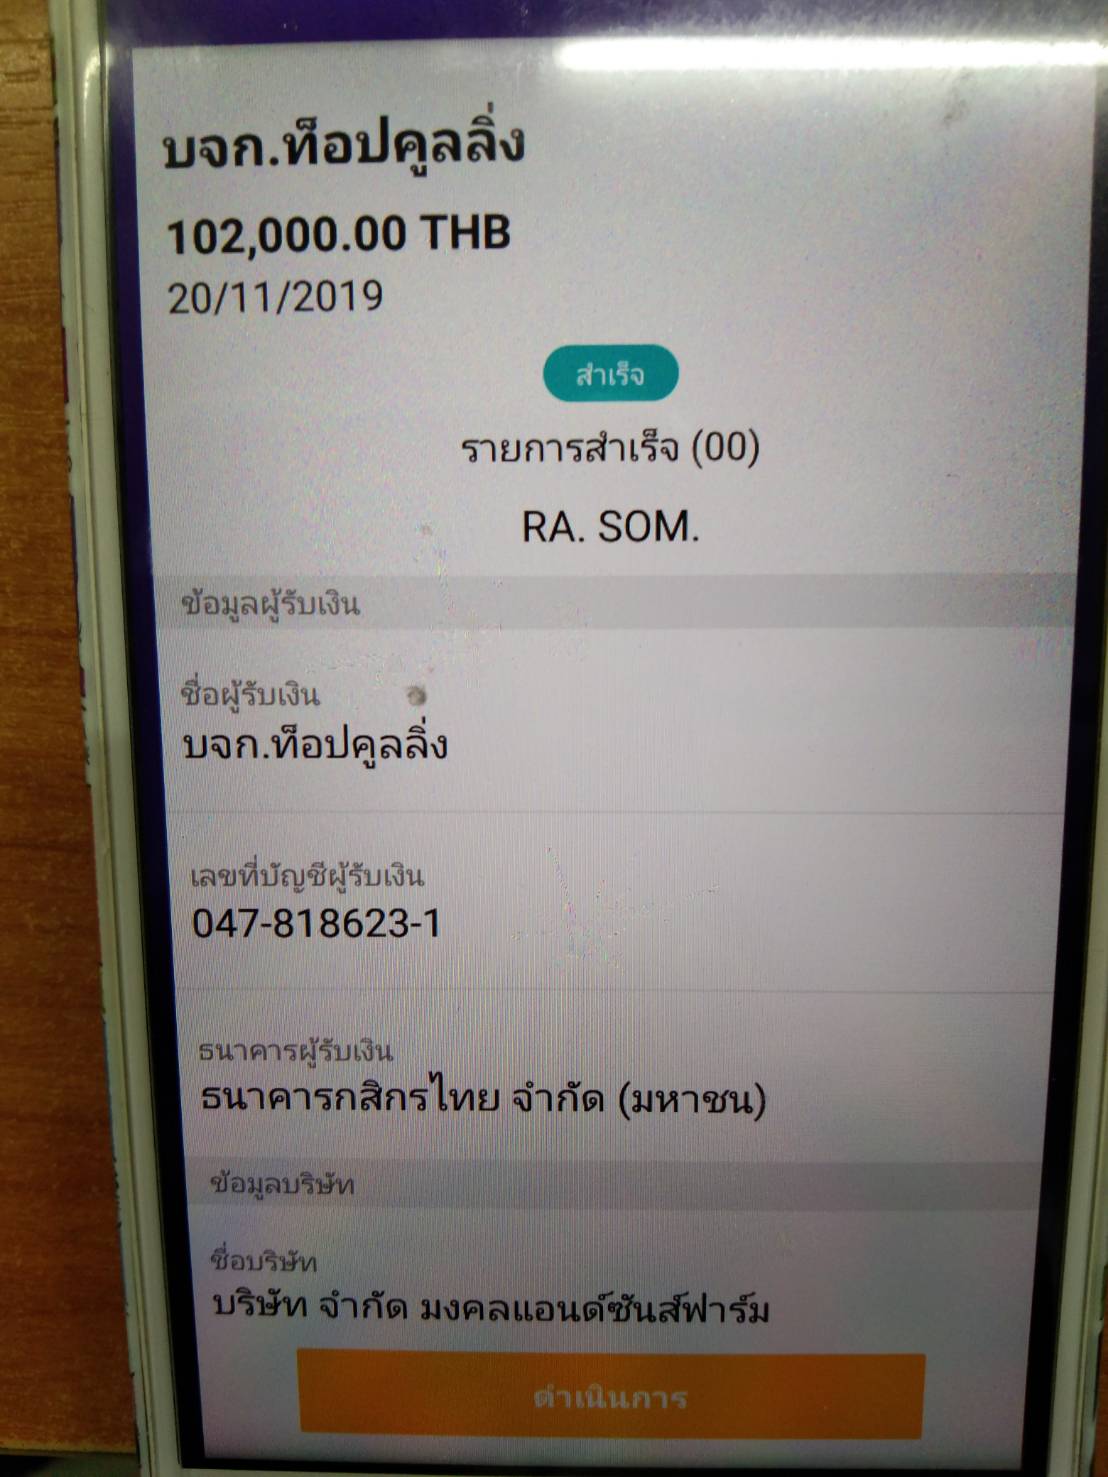 บจก.ท็อปคูลลิ่ง
102,000.00 THB
20/11/2019
สำเร็จ
รายการสำเร็จ (00)
RA. SOM.
ข้อมูลผู้รับเงิน
ชื่อผู้รับเงิน
บจก.ท็อปคูลลิ่ง
เลขที่บัญชีผู้รับเงิน
047-818623-1
ธนาคารผู้รับเงิน
ธนาคารกสิกรไทย จำกัด (มหาชน)
ข้อมูลบริษัท
ชื่อบริษัท
บริษัท จำกัด มงคลแอนด์ซันส์ฟาร์ม
ดำเนินการ